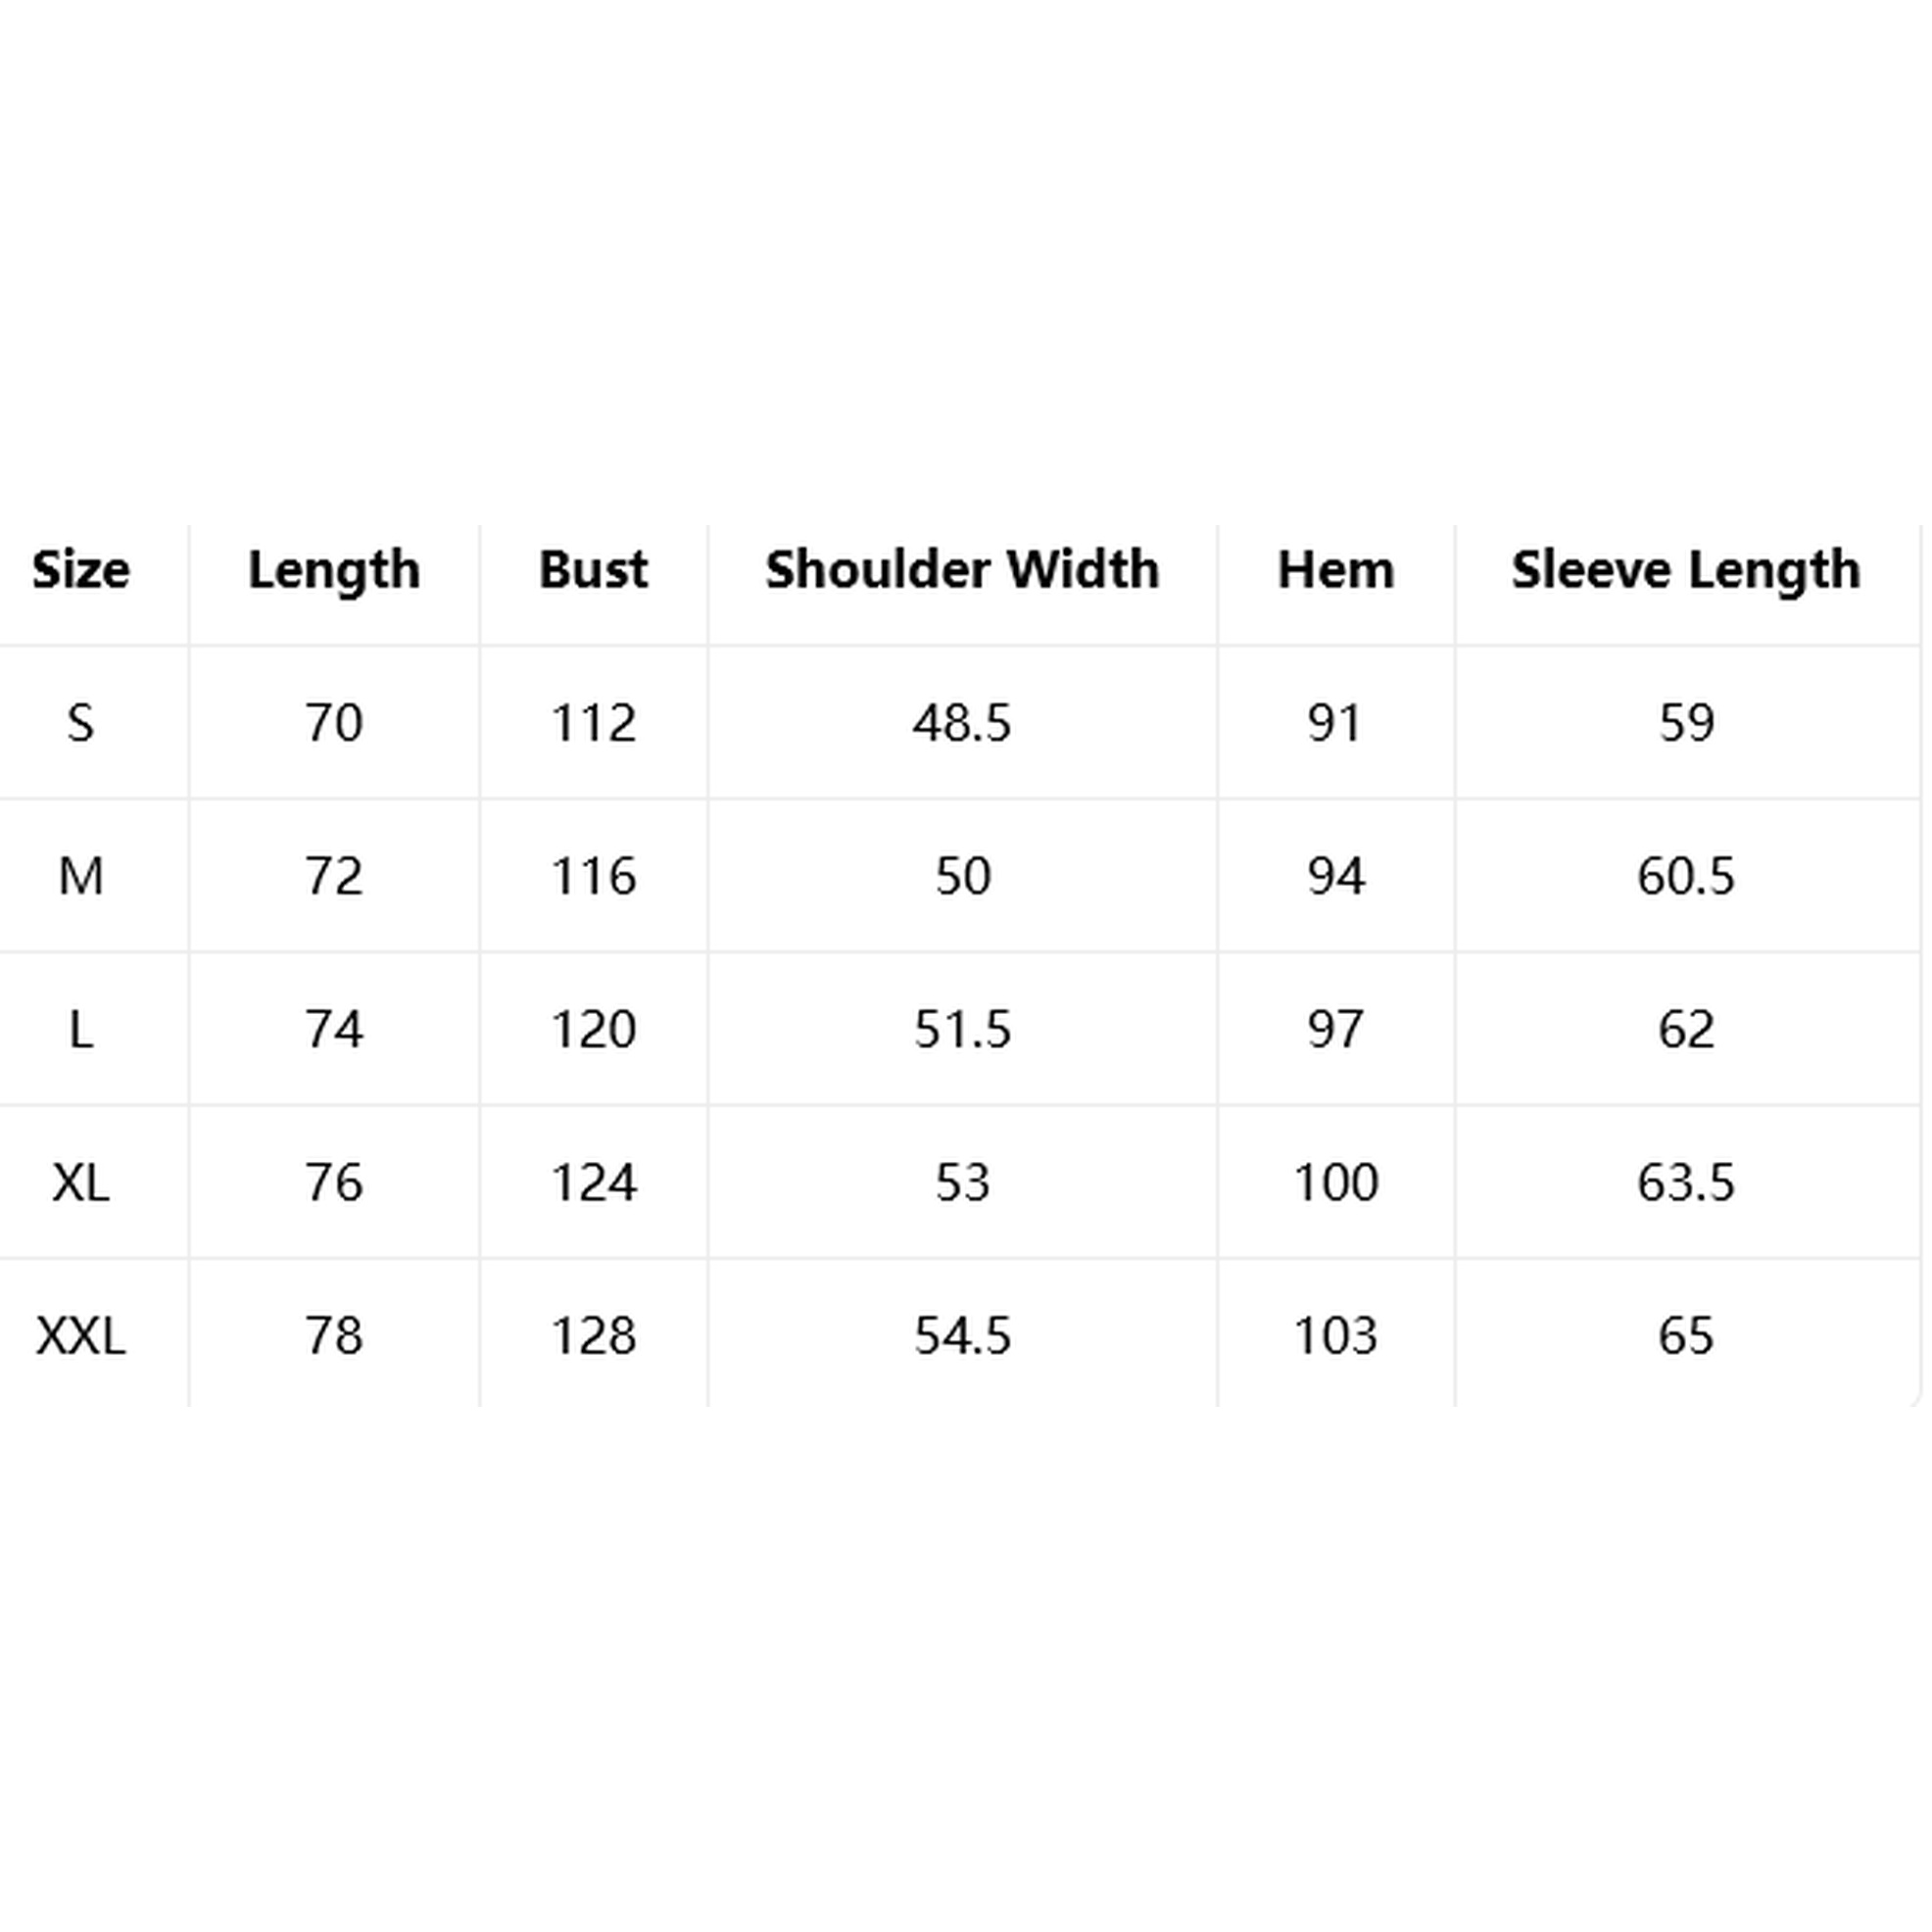 Size Length Bust Shoulder Width Hem Sleeve Length
S 70 112 48.5 91 59
M 72 116 50 94 60.5
L 74 120 51.5 97 62
XL 76 124 53 100 63.5
XXL 78 128 54.5 103 65